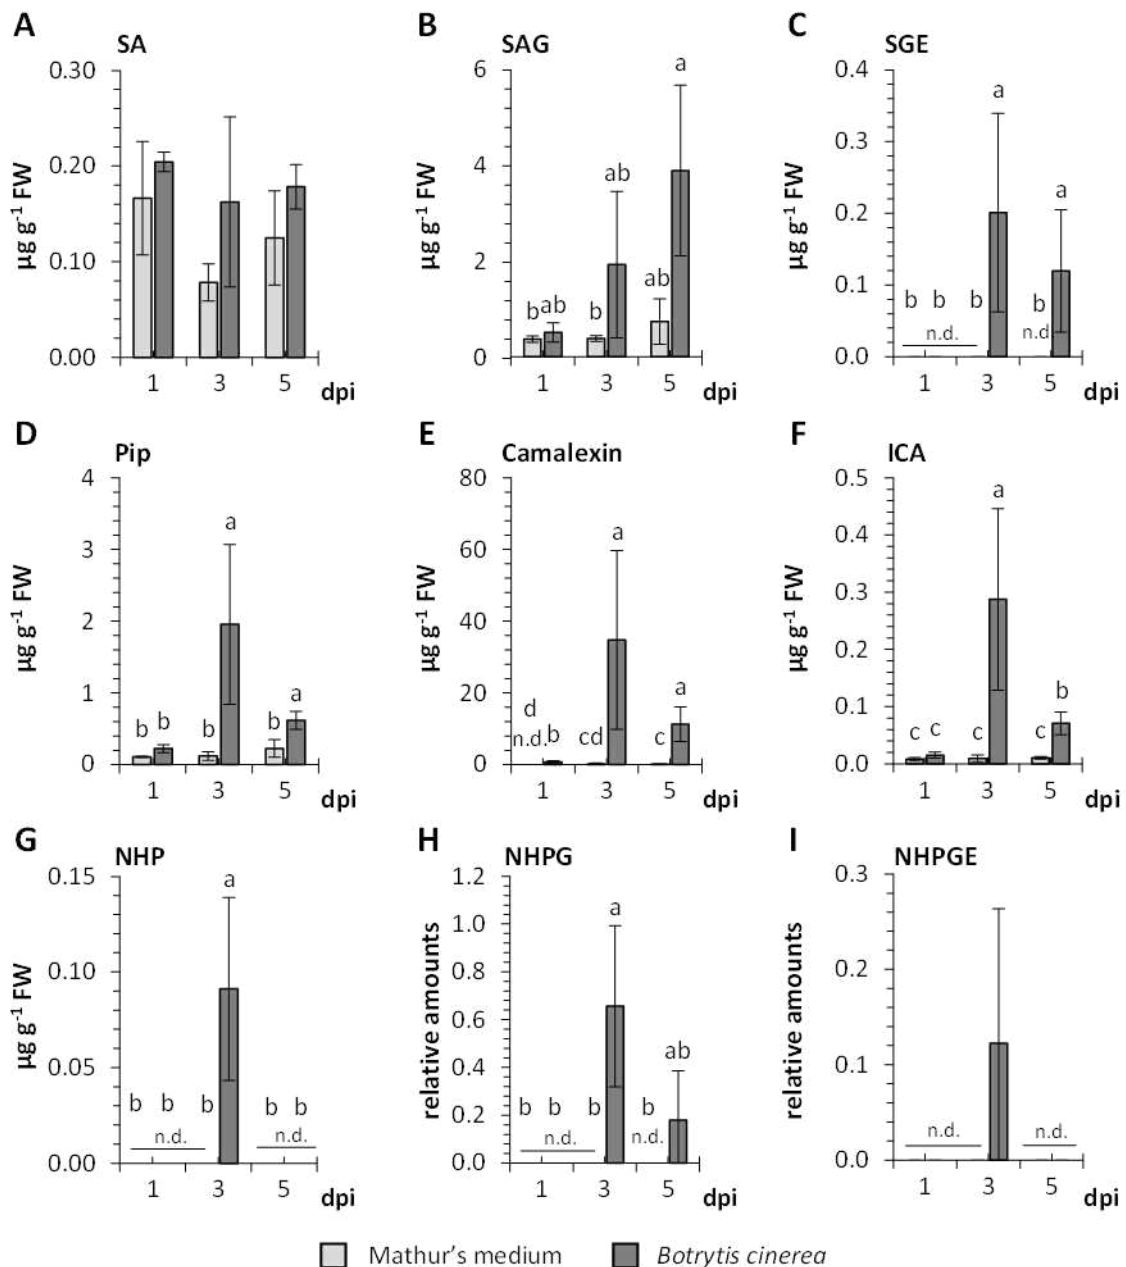 A
SA
0.30
0.20
0.10
0.00
µg g-1 FW
1 3 5 dpi
B
SAG
6
4
2
0
µg g-1 FW
b ab b ab ab a
1 3 5 dpi
C
SGE
0.4
0.3
0.2
0.1
0.0
µg g-1 FW
b b b a b a
n.d. n.d.
1 3 5 dpi
D
Pip
4
3
2
1
0
µg g-1 FW
b b b a b a
1 3 5 dpi
E
Camalexin
80
60
40
20
0
µg g-1 FW
d b cd a c a
n.d.
1 3 5 dpi
F
ICA
0.5
0.4
0.3
0.2
0.1
0.0
µg g-1 FW
c c c a c b
1 3 5 dpi
G
NHP
0.15
0.10
0.05
0.00
µg g-1 FW
b b b a b b
n.d. n.d.
1 3 5 dpi
H
NHPG
1.2
1.0
0.8
0.6
0.4
0.2
0.0
relative amounts
b b b a b ab
n.d. n.d.
1 3 5 dpi
I
NHPGE
0.3
0.2
0.1
0.0
relative amounts
n.d. n.d.
1 3 5 dpi
Mathur's medium Botrytis cinerea